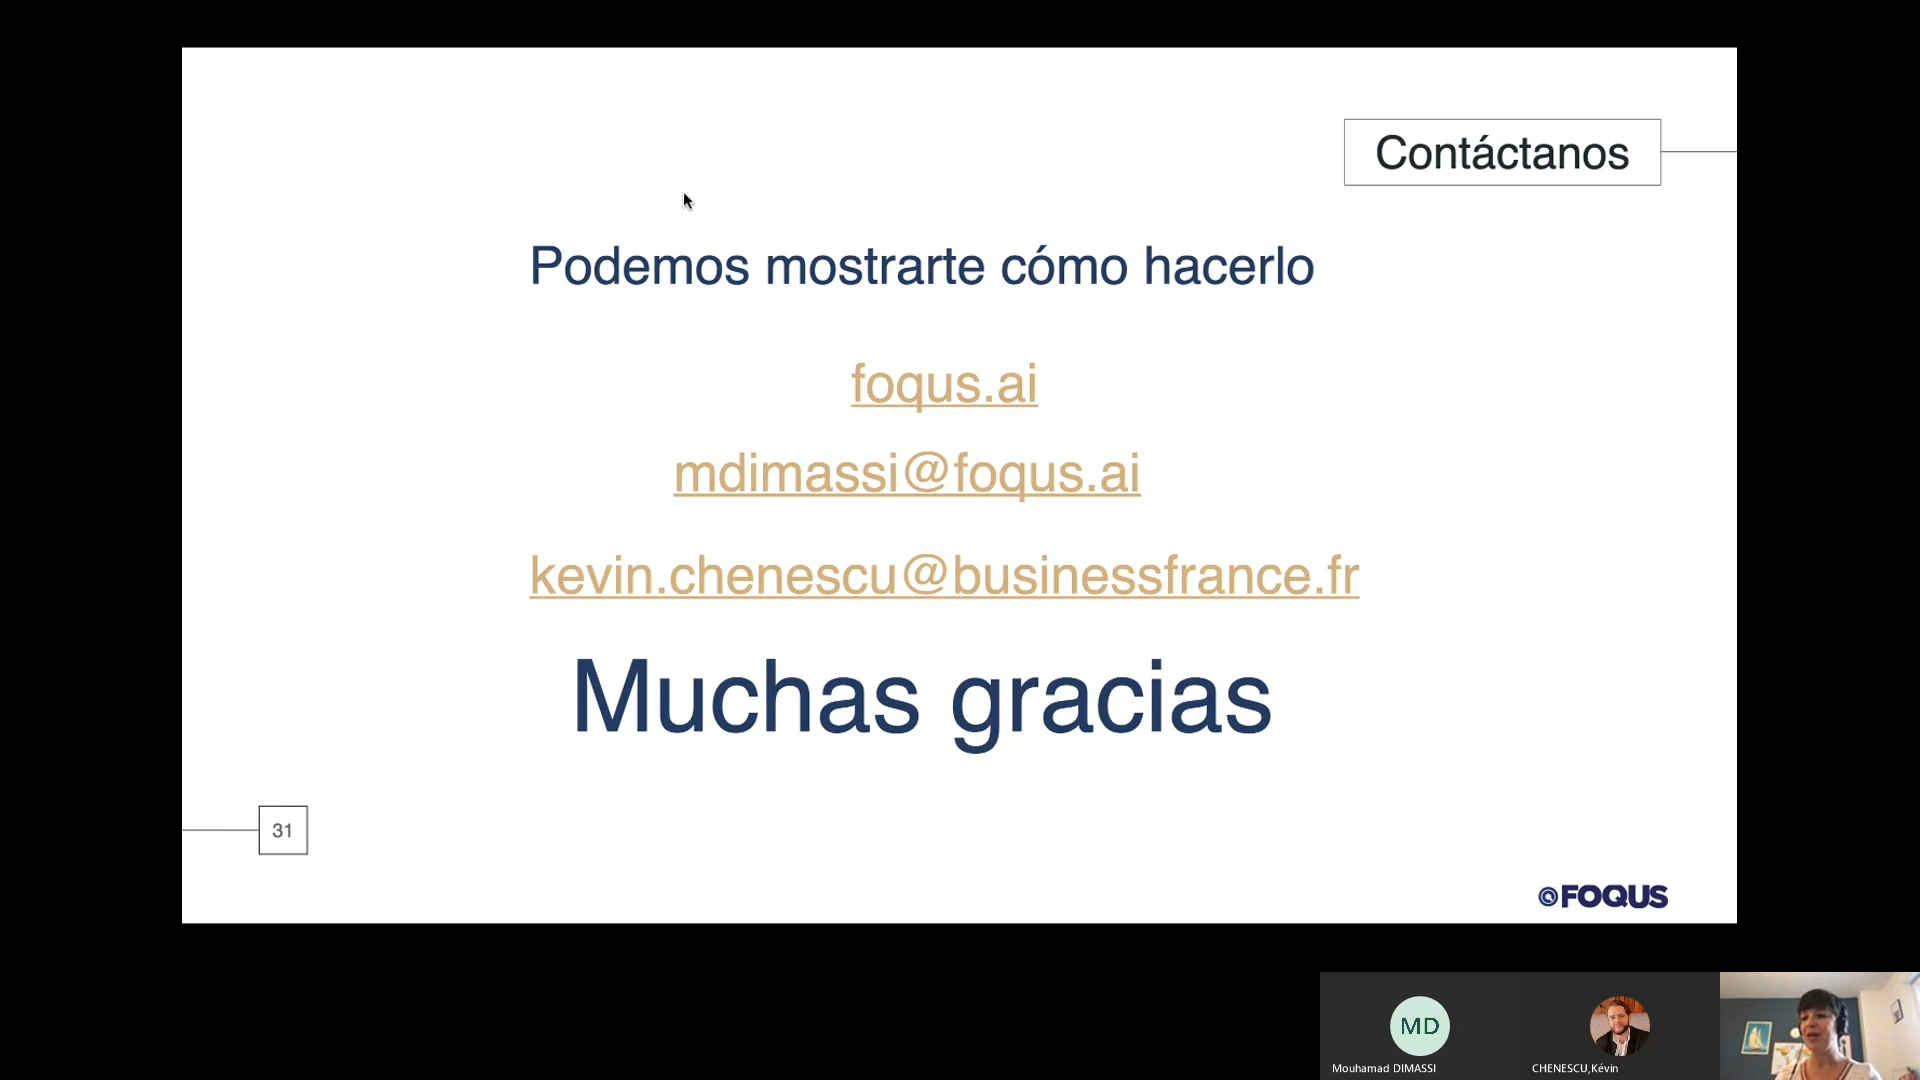 Contáctanos
Podemos mostrarte cómo hacerlo
foqus.ai
mdimassi@foqus.ai
kevin.chenescu@businessfrance.fr
Muchas gracias
31
FOQUS
MD
Mouhamad DIMASSI
CHENESCU,Kévin